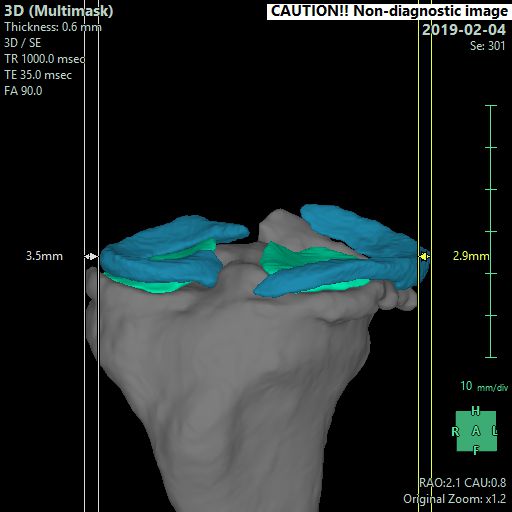 3D (Multimask)
Thickness: 0.6 mm
3D / SE
TR 1000.0 msec
TE 35.0 msec
FA 90.0
CAUTION!! Non-diagnostic image
2019-02-04
Se: 301
3.5mm
2.9mm
10 mm/div
H
R A L
F
RAO:2.1 CAU:0.8
Original Zoom: x1.2